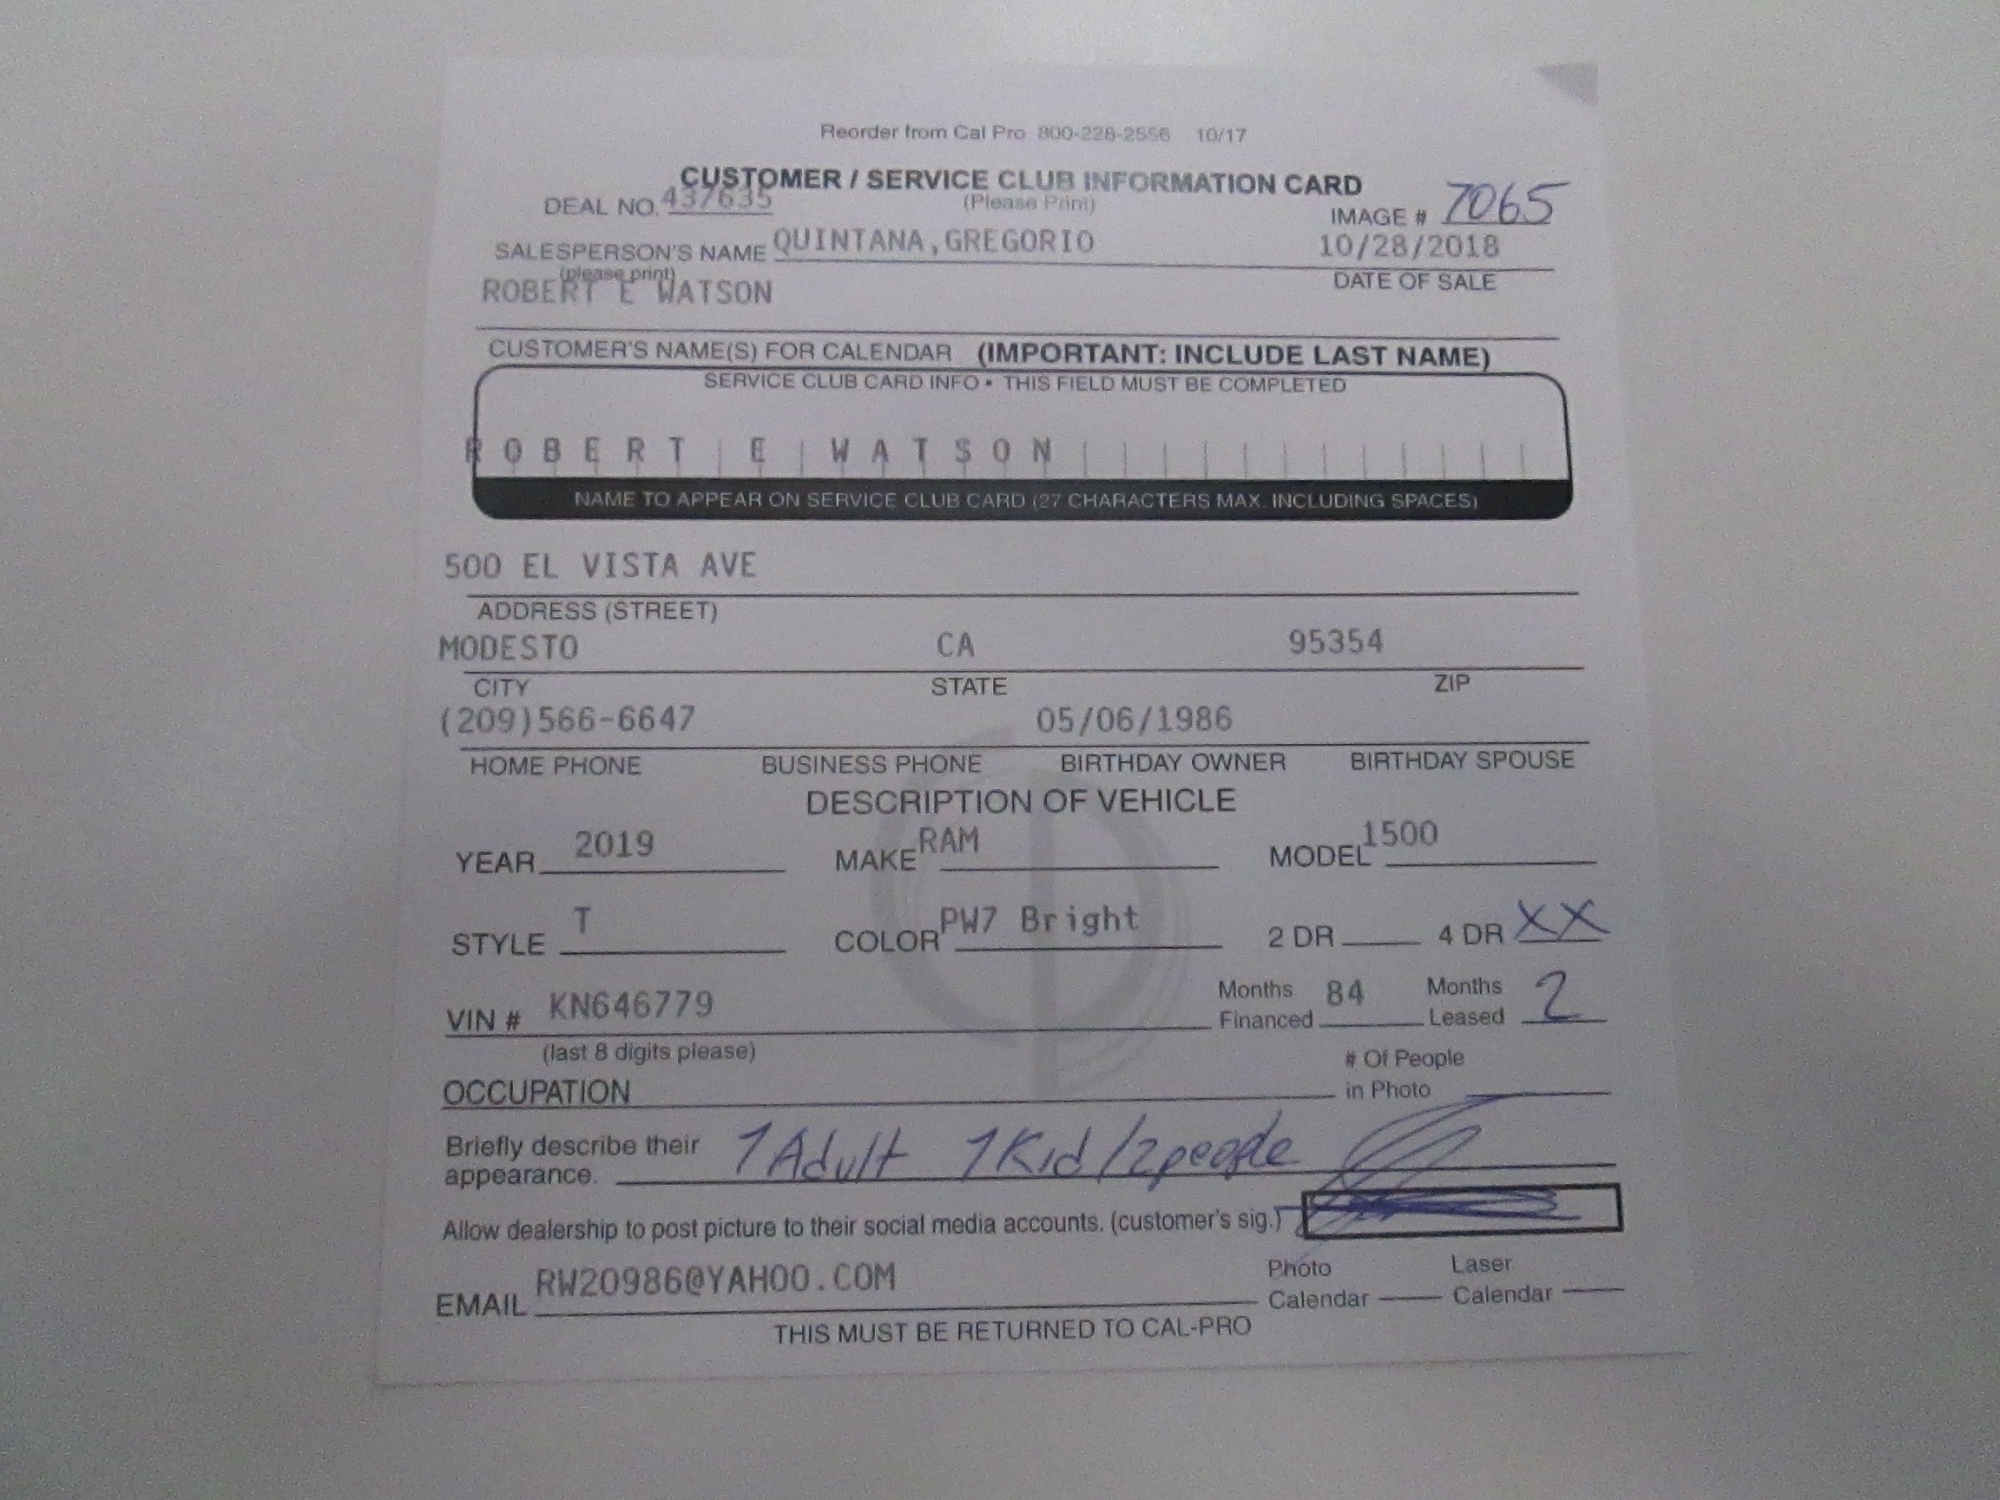 Reorder from Cal Pro 800-228-2556 10/17
CUSTOMER / SERVICE CLUB INFORMATION CARD
DEAL NO. 437635 (Please Print) IMAGE # 7065
SALESPERSON'S NAME QUINTANA,GREGORIO 10/28/2018
(please print) DATE OF SALE
ROBERT E WATSON
CUSTOMER'S NAME(S) FOR CALENDAR (IMPORTANT: INCLUDE LAST NAME)
SERVICE CLUB CARD INFO • THIS FIELD MUST BE COMPLETED
ROBERT E WATSON
NAME TO APPEAR ON SERVICE CLUB CARD (27 CHARACTERS MAX. INCLUDING SPACES)
500 EL VISTA AVE
ADDRESS (STREET)
MODESTO CA 95354
CITY STATE ZIP
(209)566-6647 05/06/1986
HOME PHONE BUSINESS PHONE BIRTHDAY OWNER BIRTHDAY SPOUSE
DESCRIPTION OF VEHICLE
YEAR 2019 MAKE RAM MODEL 1500
STYLE T COLOR PW7 Bright 2 DR 4 DR XX
VIN # KN646779 Months Financed 84 Months Leased 2
(last 8 digits please)
OCCUPATION # Of People in Photo
Briefly describe their appearance. 1 Adult 1 Kid / 2 people
Allow dealership to post picture to their social media accounts. (customer's sig.)
EMAIL RW20986@YAHOO.COM Photo Calendar Laser Calendar
THIS MUST BE RETURNED TO CAL-PRO